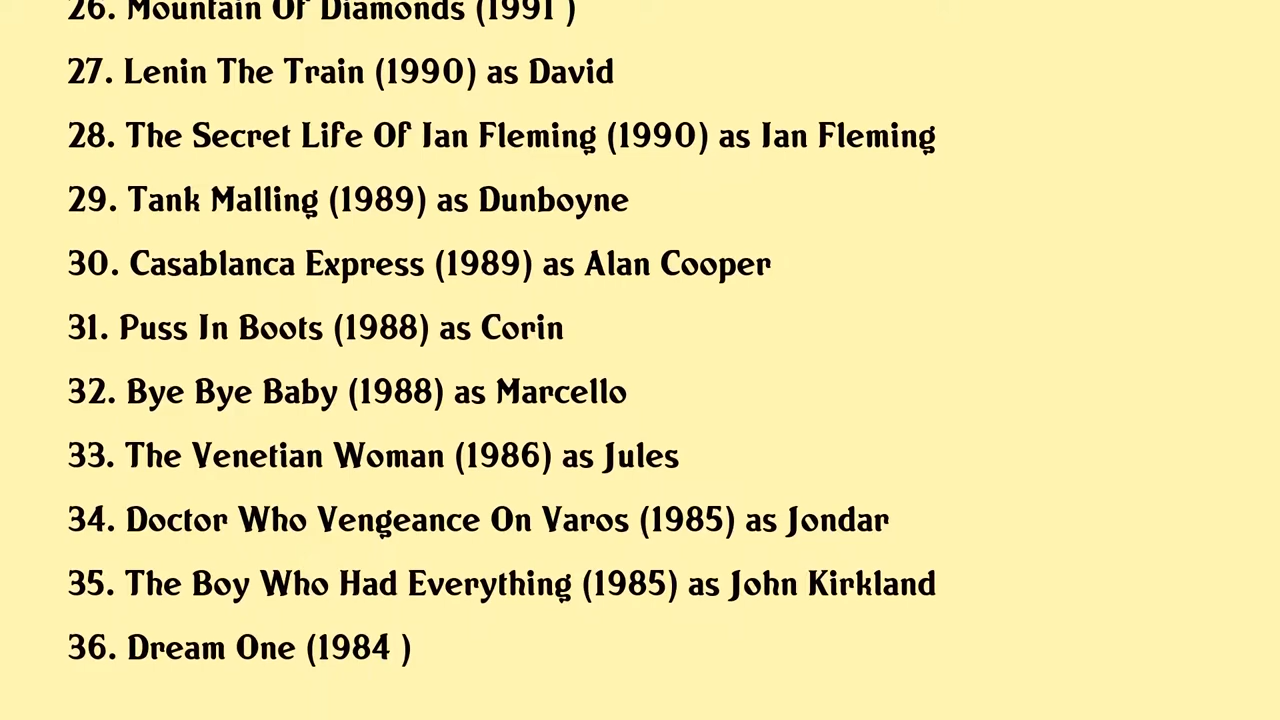 26. Mountain Of Diamonds (1991 )
27. Lenin The Train (1990) as David
28. The Secret Life Of Ian Fleming (1990) as Ian Fleming
29. Tank Malling (1989) as Dunboyne
30. Casablanca Express (1989) as Alan Cooper
31. Puss In Boots (1988) as Corin
32. Bye Bye Baby (1988) as Marcello
33. The Venetian Woman (1986) as Jules
34. Doctor Who Vengeance On Varos (1985) as Jondar
35. The Boy Who Had Everything (1985) as John Kirkland
36. Dream One (1984 )